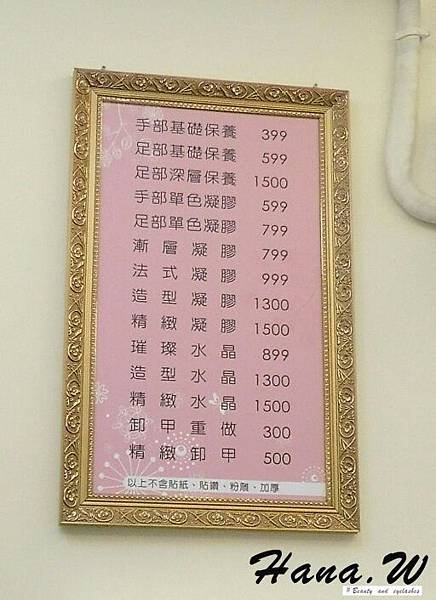 手部基礎保養 399
足部基礎保養 599
足部深層保養 1500
手部單色凝膠 599
足部單色凝膠 799
漸層凝膠 799
法式凝膠 999
造型凝膠 1300
精緻凝膠 1500
璀璨水晶 899
造型水晶 1300
精緻水晶 1500
卸甲重做 300
精緻卸甲 500
以上不含貼紙、貼鑽、粉雕、加厚
Hana.W
#Beauty and eyelashes